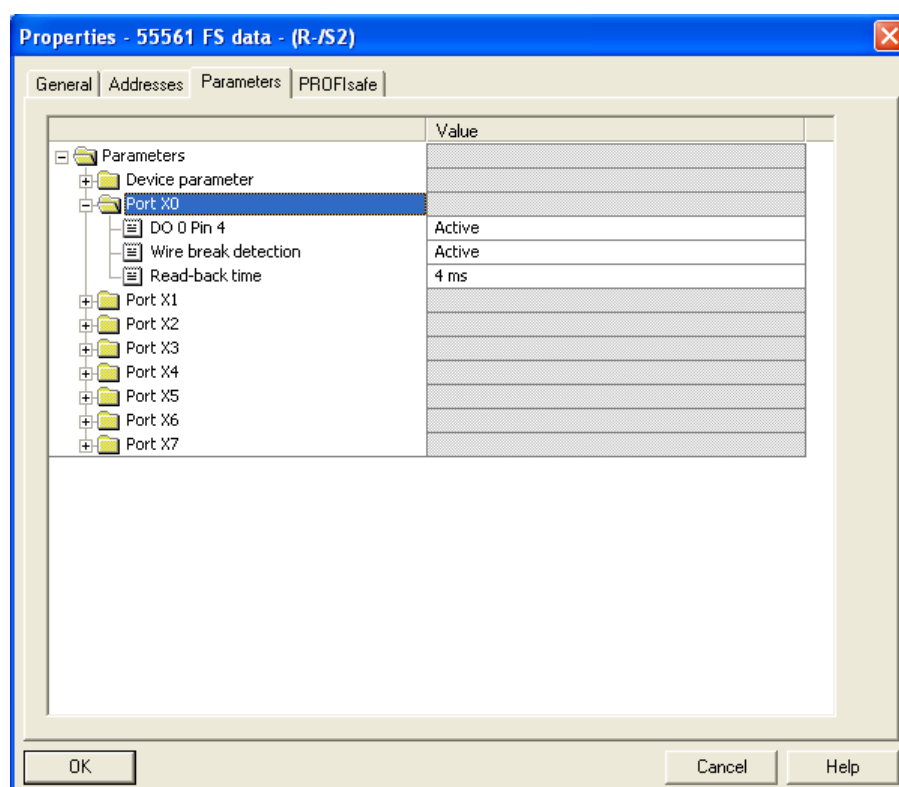 Properties - 55561 FS data - (R-/S2)
General Addresses Parameters PROFIsafe
Value
Parameters
Device parameter
Port X0
DO 0 Pin 4 Active
Wire break detection Active
Read-back time 4 ms
Port X1
Port X2
Port X3
Port X4
Port X5
Port X6
Port X7
OK Cancel Help